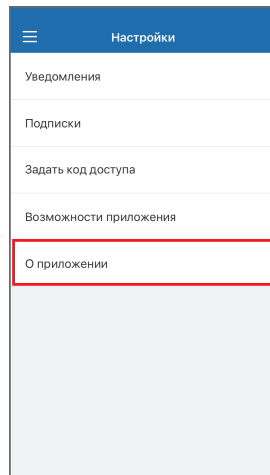 Настройки
Уведомления
Подписки
Задать код доступа
Возможности приложения
О приложении